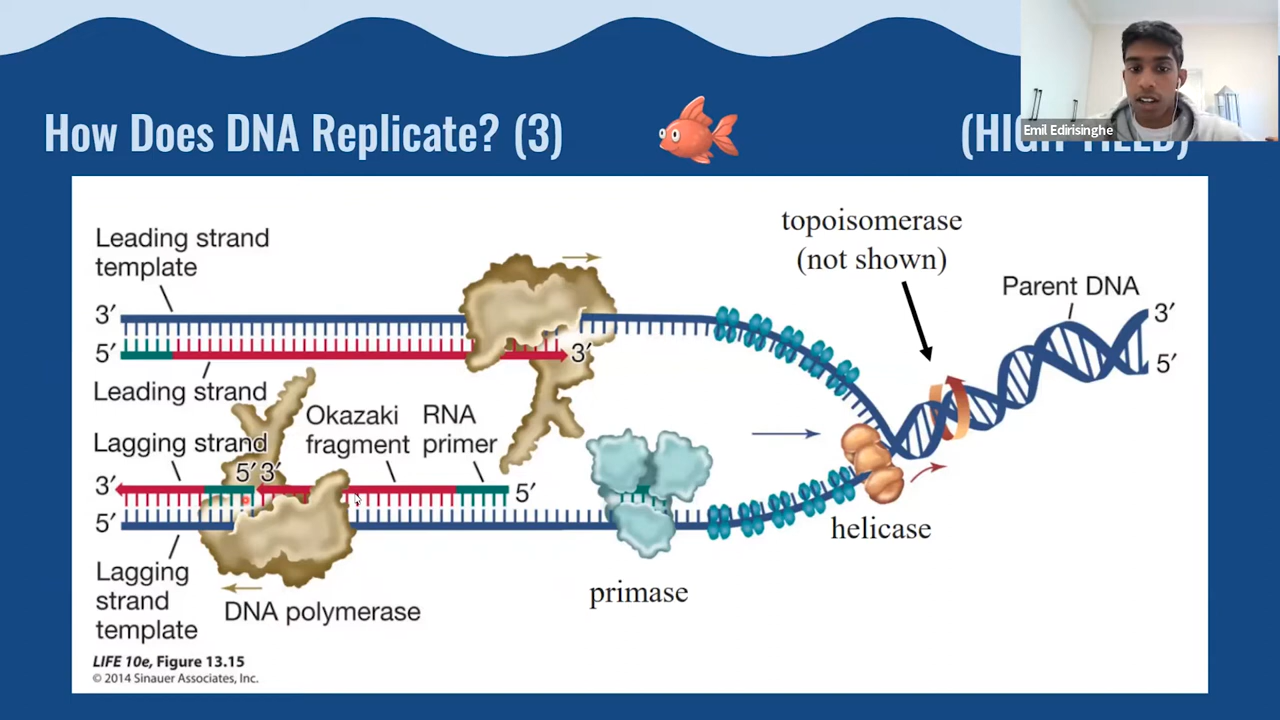 How Does DNA Replicate? (3)
Emil Edirisinghe
topoisomerase
(not shown)
Leading strand
template
Parent DNA
3′
3′
5′
5′
3′
Leading strand
Okazaki
fragment
RNA
primer
Lagging strand
5′
3′
3′
5′
5′
helicase
Lagging
strand
template
primase
DNA polymerase
LIFE 10e, Figure 13.15
© 2014 Sinauer Associates, Inc.